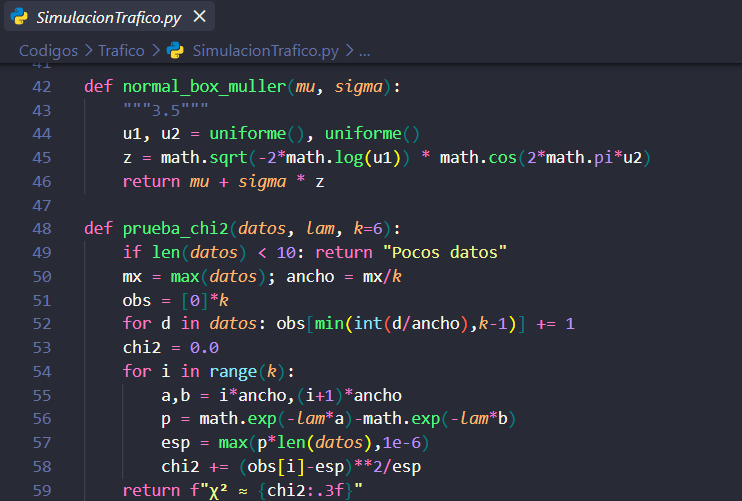 SimulacionTrafico.py ×
Codigos > Trafico > SimulacionTrafico.py > ...
41
42 def normal_box_muller(mu, sigma):
43     """3.5"""
44     u1, u2 = uniforme(), uniforme()
45     z = math.sqrt(-2*math.log(u1)) * math.cos(2*math.pi*u2)
46     return mu + sigma * z
47
48 def prueba_chi2(datos, lam, k=6):
49     if len(datos) < 10: return "Pocos datos"
50     mx = max(datos); ancho = mx/k
51     obs = [0]*k
52     for d in datos: obs[min(int(d/ancho),k-1)] += 1
53     chi2 = 0.0
54     for i in range(k):
55         a,b = i*ancho,(i+1)*ancho
56         p = math.exp(-lam*a)-math.exp(-lam*b)
57         esp = max(p*len(datos),1e-6)
58         chi2 += (obs[i]-esp)**2/esp
59     return f"χ² ≈ {chi2:.3f}"